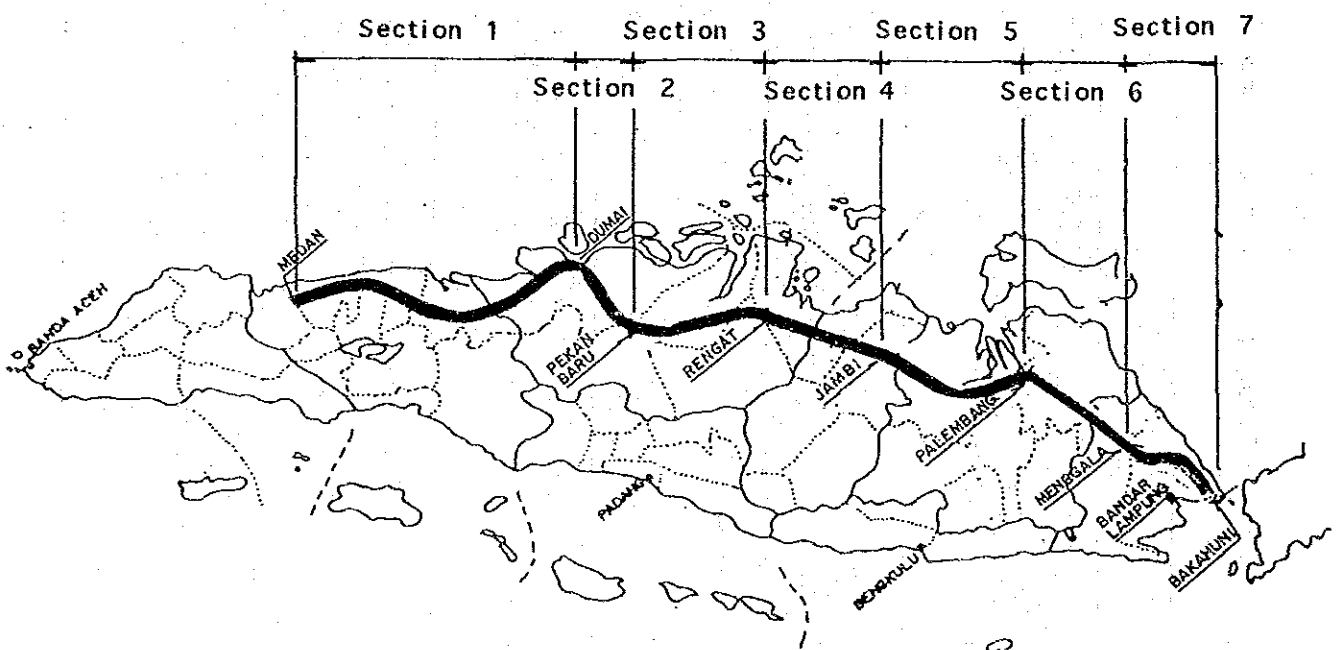 Section 1
Section 3
Section 5
Section 7
Section 2
Section 4
Section 6
MEDAN
DUMAI
BANDA ACEH
PEKAN
BARU
RENGAT
JAMBI
PALEMBANG
MENGGALA
BANDAR
LAMPUNG
BAKAHUNI
PADANG
BENGKULU